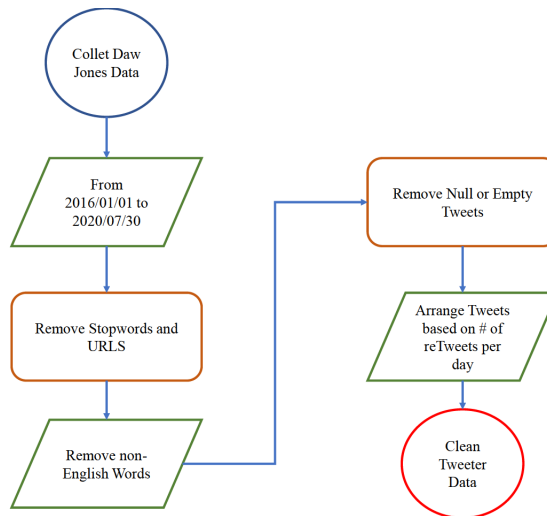 Collet Daw
Jones Data
From
2016/01/01 to
2020/07/30
Remove Stopwords and
URLS
Remove non-
English Words
Remove Null or Empty
Tweets
Arrange Tweets
based on # of
reTweets per
day
Clean
Tweeter
Data